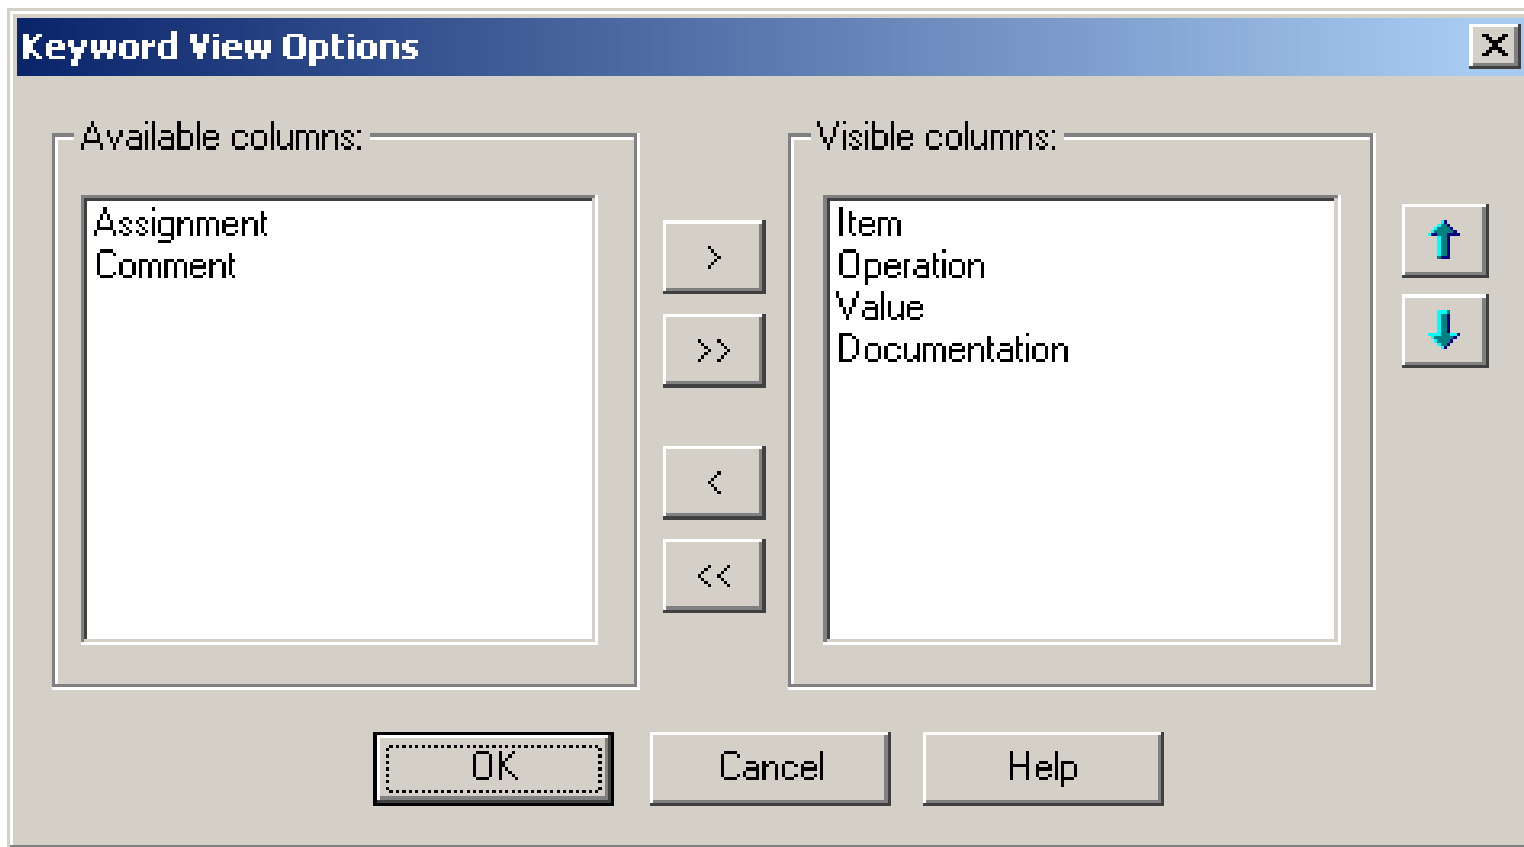 Keyword View Options
Available columns:
Assignment
Comment
>
>>
<
<<
Visible columns:
Item
Operation
Value
Documentation
OK
Cancel
Help